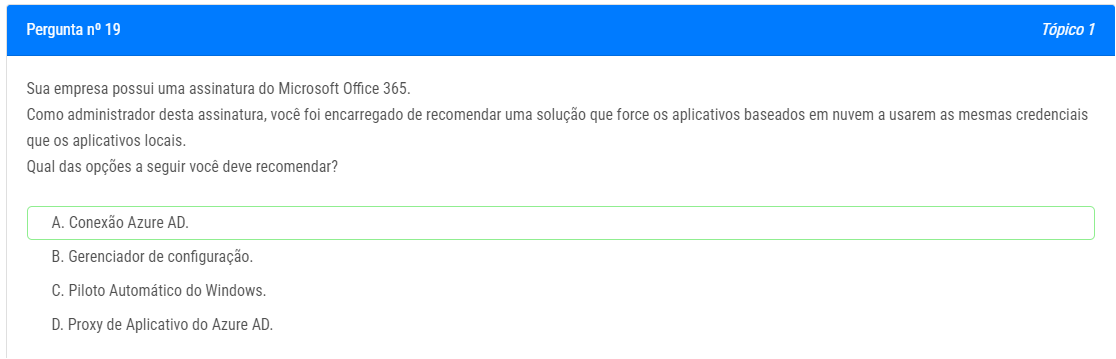 Pergunta nº 19
Tópico 1
Sua empresa possui uma assinatura do Microsoft Office 365.
Como administrador desta assinatura, você foi encarregado de recomendar uma solução que force os aplicativos baseados em nuvem a usarem as mesmas credenciais
que os aplicativos locais.
Qual das opções a seguir você deve recomendar?
A. Conexão Azure AD.
B. Gerenciador de configuração.
C. Piloto Automático do Windows.
D. Proxy de Aplicativo do Azure AD.